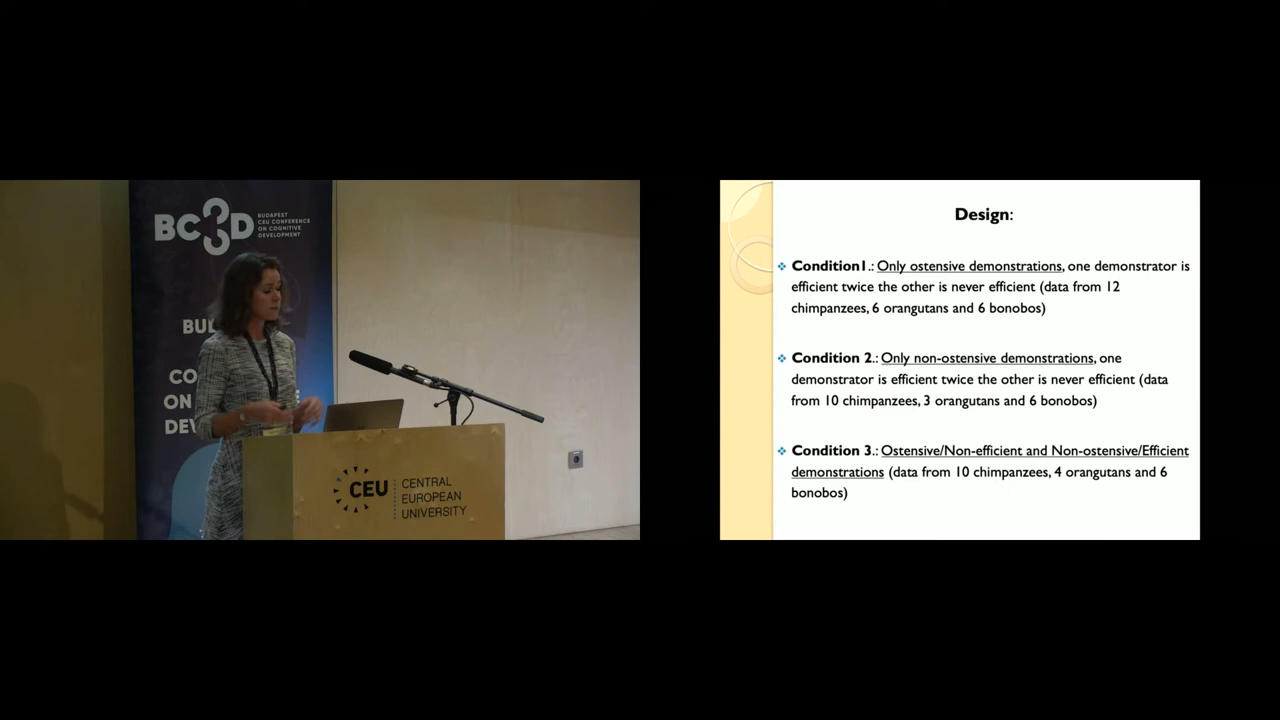 BC3D
BUDAPEST
CEU CONFERENCE
ON COGNITIVE
DEVELOPMENT
BU
CO
ON
DEV
CEU
CENTRAL
EUROPEAN
UNIVERSITY
Design:
Condition1.: Only ostensive demonstrations, one demonstrator is
efficient twice the other is never efficient (data from 12
chimpanzees, 6 orangutans and 6 bonobos)
Condition 2.: Only non-ostensive demonstrations, one
demonstrator is efficient twice the other is never efficient (data
from 10 chimpanzees, 3 orangutans and 6 bonobos)
Condition 3.: Ostensive/Non-efficient and Non-ostensive/Efficient
demonstrations (data from 10 chimpanzees, 4 orangutans and 6
bonobos)